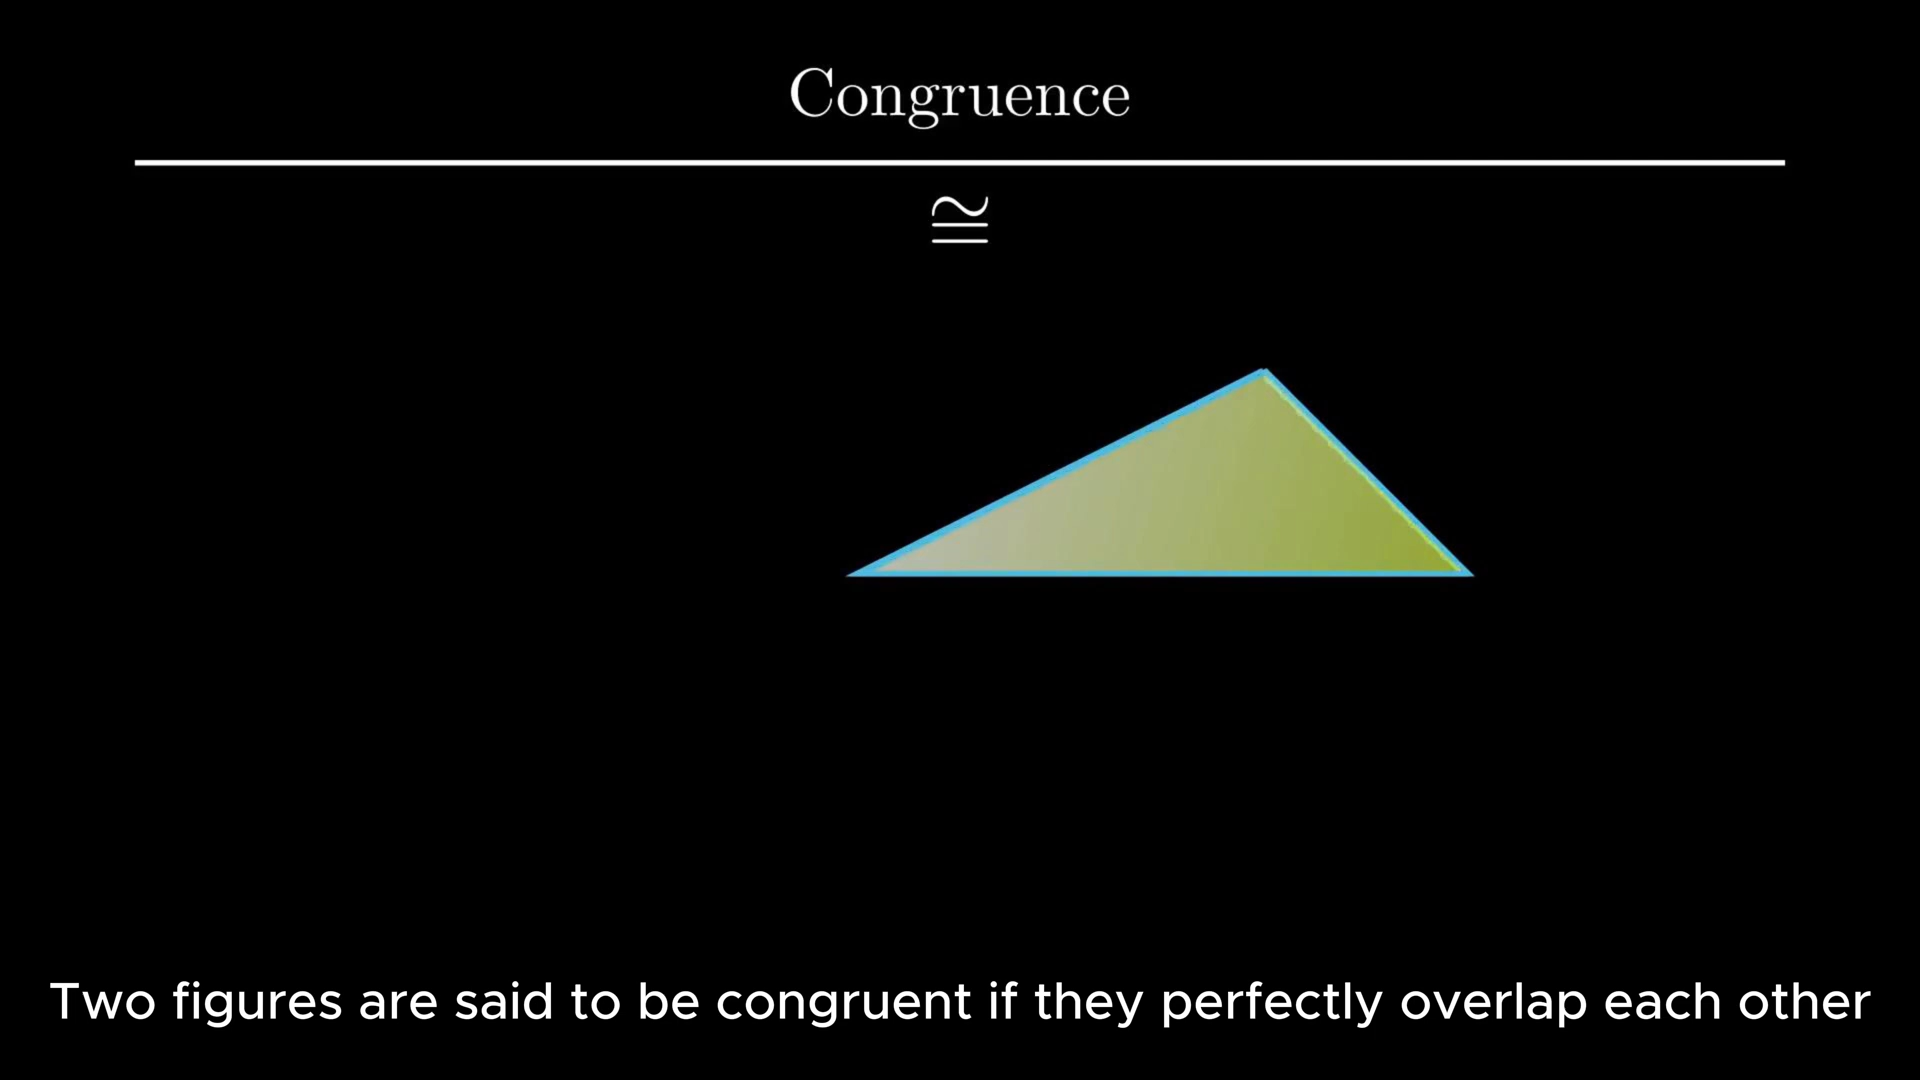 Congruence
≅
Two figures are said to be congruent if they perfectly overlap each other